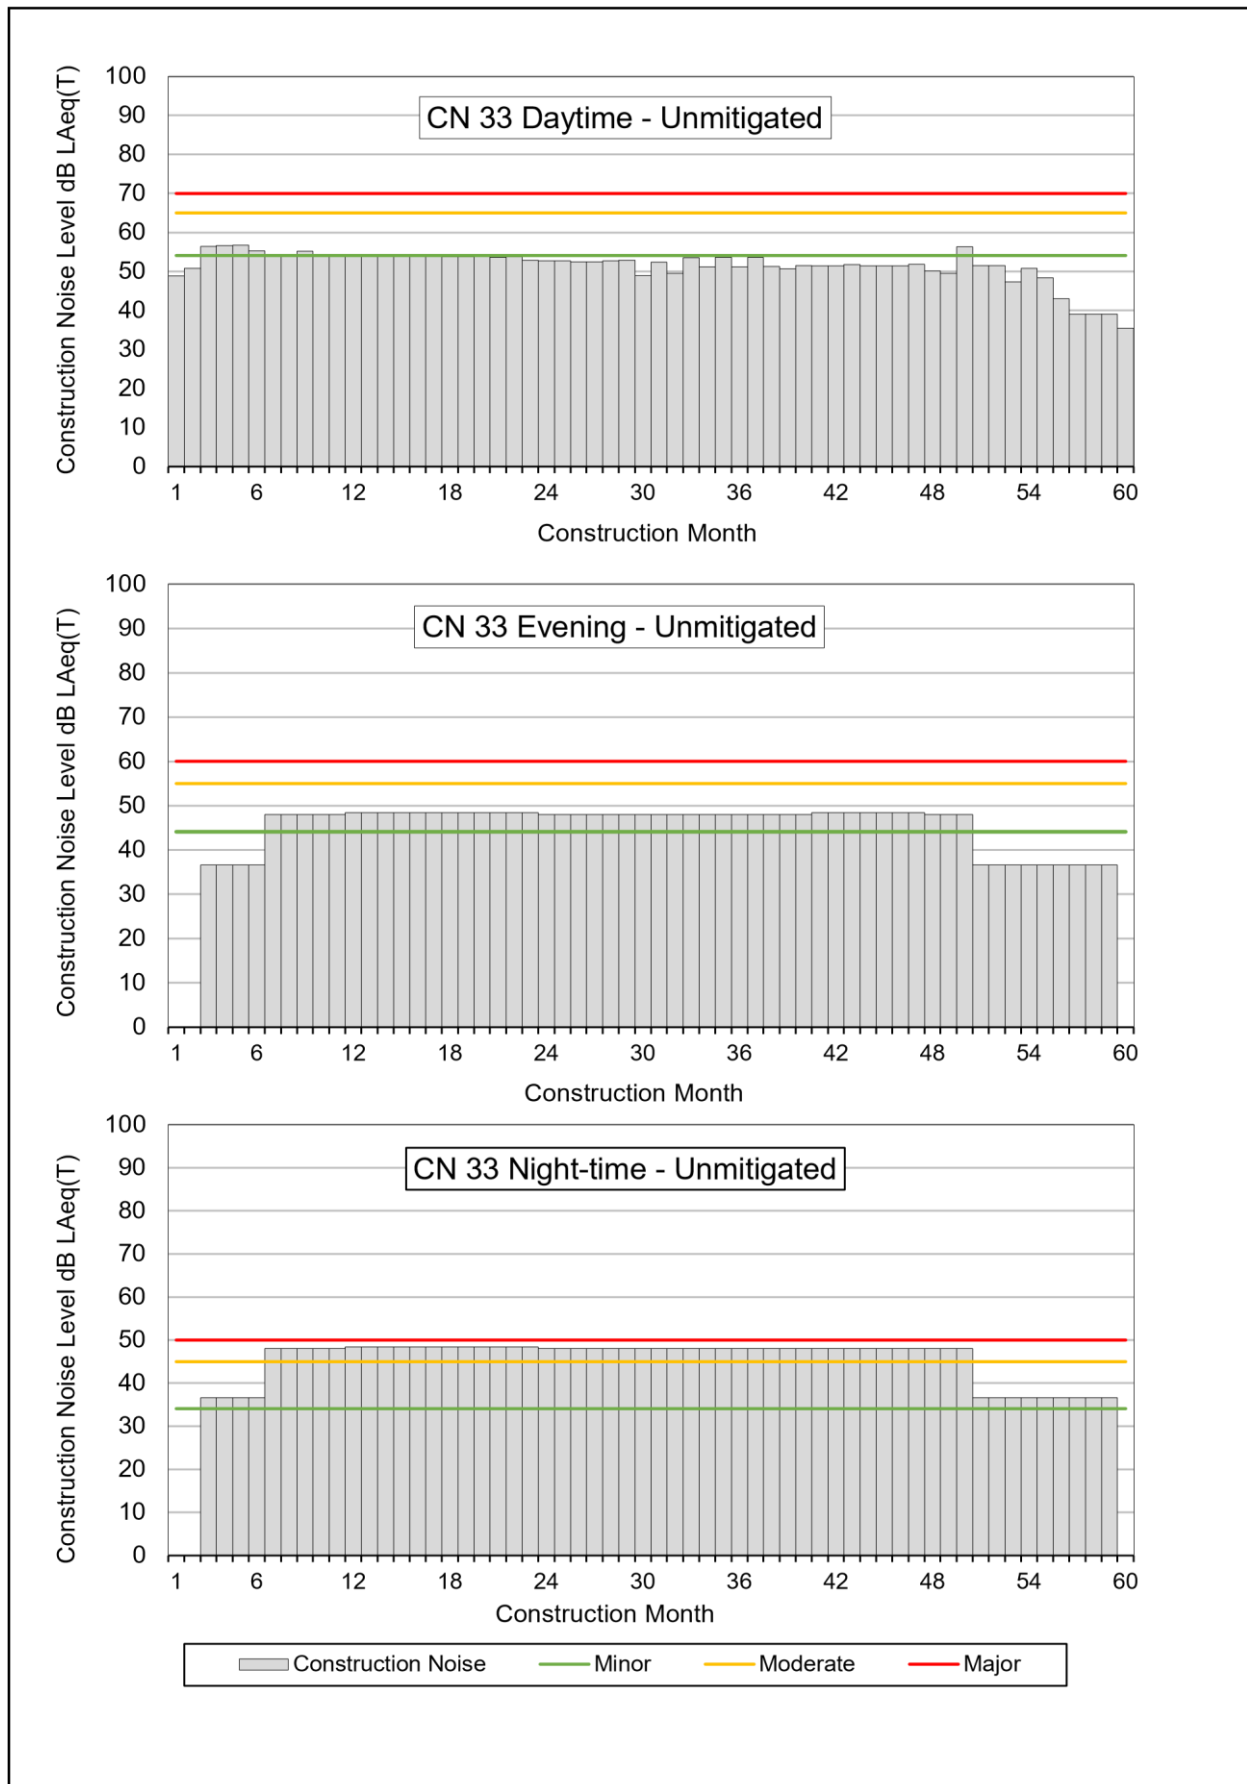 Construction Noise Level dB LAeq(T)
100
90
80
70
60
50
40
30
20
10
0
CN 33 Daytime - Unmitigated
1 6 12 18 24 30 36 42 48 54 60
Construction Month
Construction Noise Level dB LAeq(T)
100
90
80
70
60
50
40
30
20
10
0
CN 33 Evening - Unmitigated
1 6 12 18 24 30 36 42 48 54 60
Construction Month
Construction Noise Level dB LAeq(T)
100
90
80
70
60
50
40
30
20
10
0
CN 33 Night-time - Unmitigated
1 6 12 18 24 30 36 42 48 54 60
Construction Month
Construction Noise Minor Moderate Major